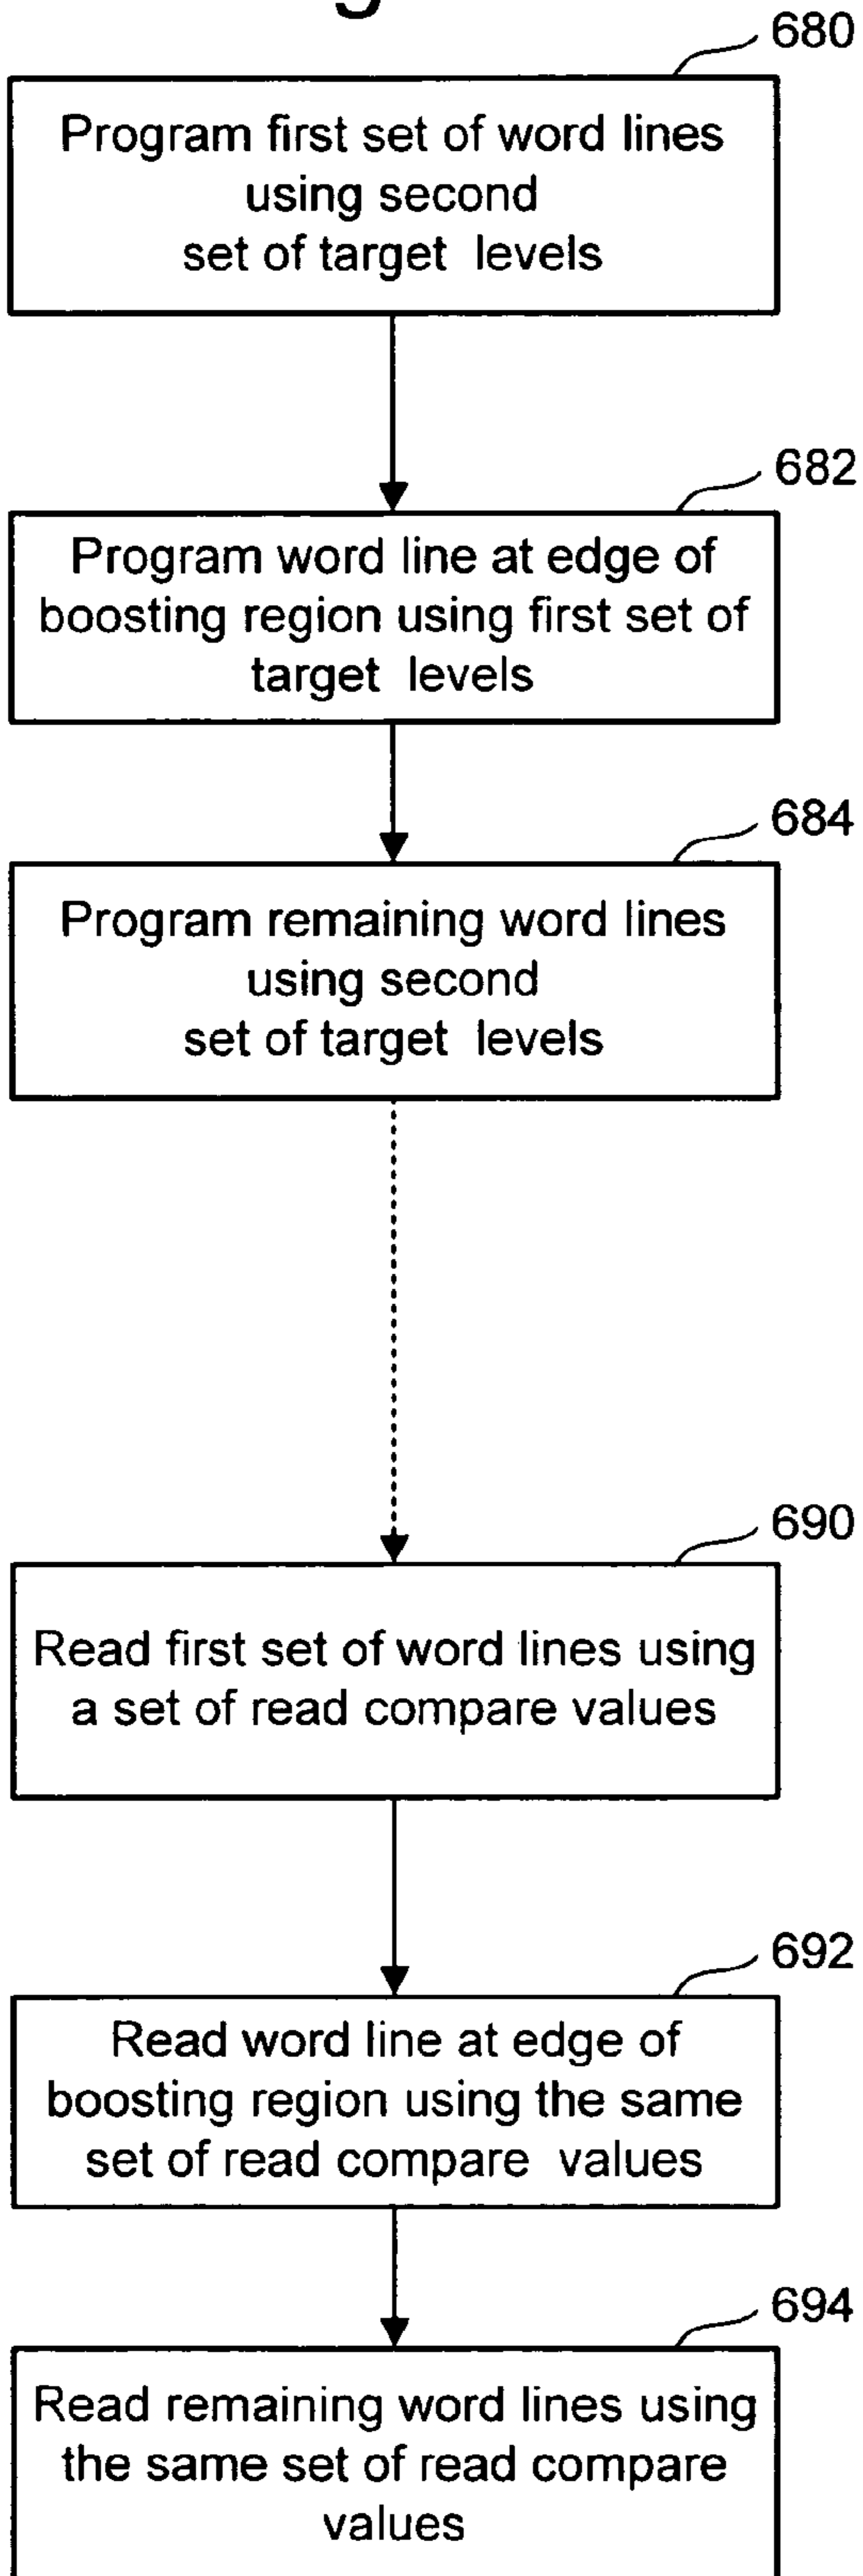 680
Program first set of word lines
using second
set of target levels
682
Program word line at edge of
boosting region using first set of
target levels
684
Program remaining word lines
using second
set of target levels
690
Read first set of word lines using
a set of read compare values
692
Read word line at edge of
boosting region using the same
set of read compare values
694
Read remaining word lines using
the same set of read compare
values